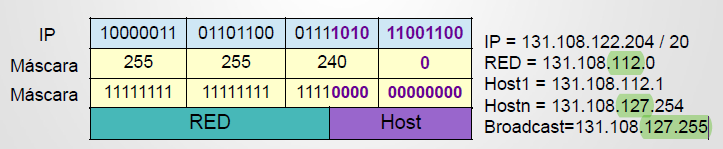 IP 10000011 01101100 01111010 11001100
Máscara 255 255 240 0
Máscara 11111111 11111111 11110000 00000000
RED Host
IP = 131.108.122.204 / 20
RED = 131.108.112.0
Host1 = 131.108.112.1
Hostn = 131.108.127.254
Broadcast=131.108.127.255